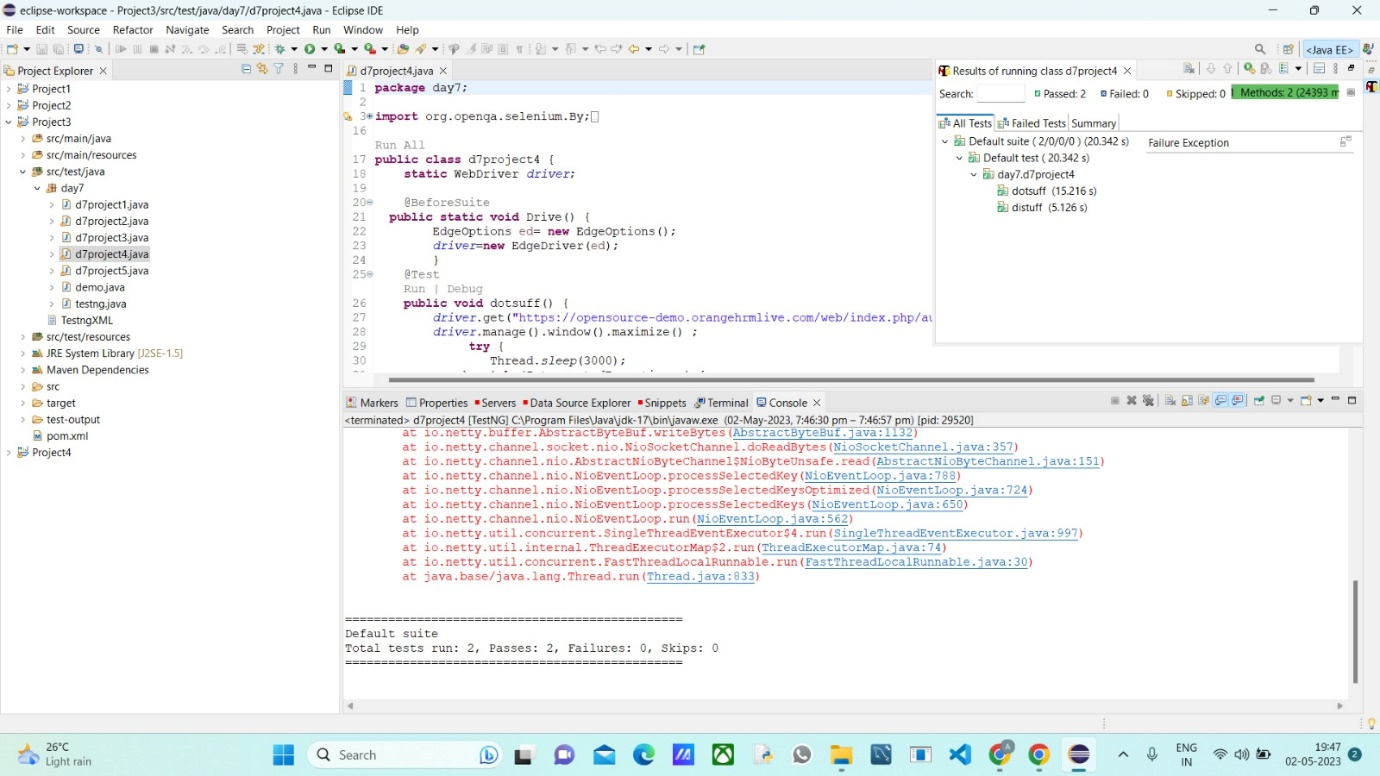 eclipse-workspace - Project3/src/test/java/day7/d7project4.java - Eclipse IDE
File Edit Source Refactor Navigate Search Project Run Window Help
<Java EE>
Project Explorer
Project1
Project2
Project3
src/main/java
src/main/resources
src/test/java
day7
d7project1.java
d7project2.java
d7project3.java
d7project4.java
d7project5.java
demo.java
testng.java
TestngXML
src/test/resources
JRE System Library [J2SE-1.5]
Maven Dependencies
src
target
test-output
pom.xml
Project4
d7project4.java
1 package day7;
2
3 import org.openqa.selenium.By;
16
Run All
17 public class d7project4 {
18 static WebDriver driver;
19
20 @BeforeSuite
21 public static void Drive() {
22 EdgeOptions ed= new EdgeOptions();
23 driver=new EdgeDriver(ed);
24 }
25 @Test
Run | Debug
26 public void dotsuff() {
27 driver.get("https://opensource-demo.orangehrmlive.com/web/index.php/au
28 driver.manage().window().maximize() ;
29 try {
30 Thread.sleep(3000);
Results of running class d7project4
Search: Passed: 2 Failed: 0 Skipped: 0 Methods: 2 (24393 m
All Tests Failed Tests Summary
Default suite ( 2/0/0/0 ) (20.342 s)
Default test ( 20.342 s)
day7.d7project4
dotsuff (15.216 s)
distuff (5.126 s)
Failure Exception
Markers Properties Servers Data Source Explorer Snippets Terminal Console
<terminated> d7project4 [TestNG] C:\Program Files\Java\jdk-17\bin\javaw.exe (02-May-2023, 7:46:30 pm – 7:46:57 pm) [pid: 29520]
at io.netty.buffer.AbstractByteBuf.writeBytes(AbstractByteBuf.java:1132)
at io.netty.channel.socket.nio.NioSocketChannel.doReadBytes(NioSocketChannel.java:357)
at io.netty.channel.nio.AbstractNioByteChannel$NioByteUnsafe.read(AbstractNioByteChannel.java:151)
at io.netty.channel.nio.NioEventLoop.processSelectedKey(NioEventLoop.java:788)
at io.netty.channel.nio.NioEventLoop.processSelectedKeysOptimized(NioEventLoop.java:724)
at io.netty.channel.nio.NioEventLoop.processSelectedKeys(NioEventLoop.java:650)
at io.netty.channel.nio.NioEventLoop.run(NioEventLoop.java:562)
at io.netty.util.concurrent.SingleThreadEventExecutor$4.run(SingleThreadEventExecutor.java:997)
at io.netty.util.internal.ThreadExecutorMap$2.run(ThreadExecutorMap.java:74)
at io.netty.util.concurrent.FastThreadLocalRunnable.run(FastThreadLocalRunnable.java:30)
at java.base/java.lang.Thread.run(Thread.java:833)
===============================================
Default suite
Total tests run: 2, Passes: 2, Failures: 0, Skips: 0
===============================================
26°C
Light rain
Search
ENG
IN
19:47
02-05-2023
2